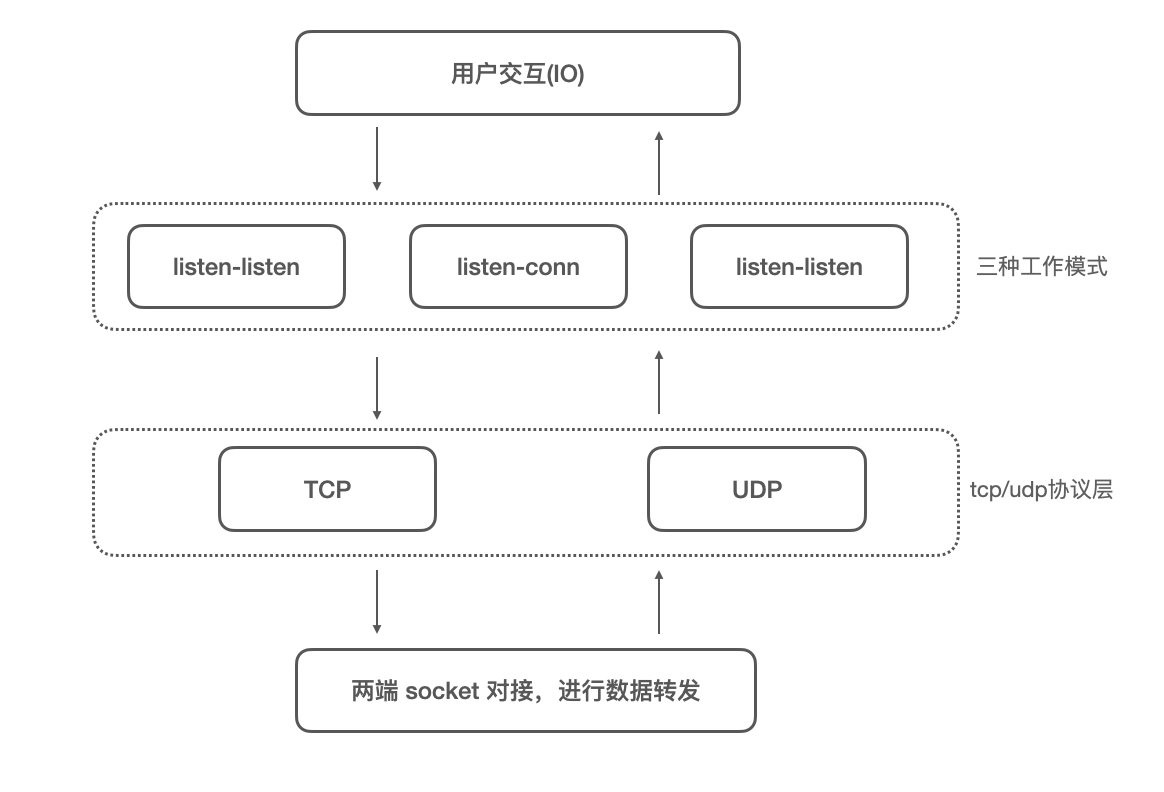 用户交互(IO)
listen-listen
listen-conn
listen-listen
三种工作模式
TCP
UDP
tcp/udp协议层
两端 socket 对接，进行数据转发